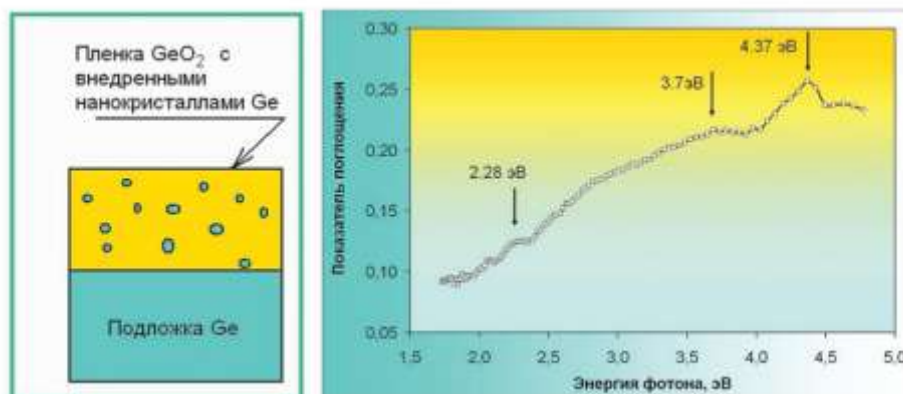 Пленка GeO₂ с
внедренными
нанокристаллами Ge
Подложка Ge
Показатель поглощения
0,30
0,25
0,20
0,15
0,10
0,05
2.28 эВ
3.7эВ
4.37 эВ
1,5 2,0 2,5 3,0 3,5 4,0 4,5 5,0
Энергия фотона, эВ